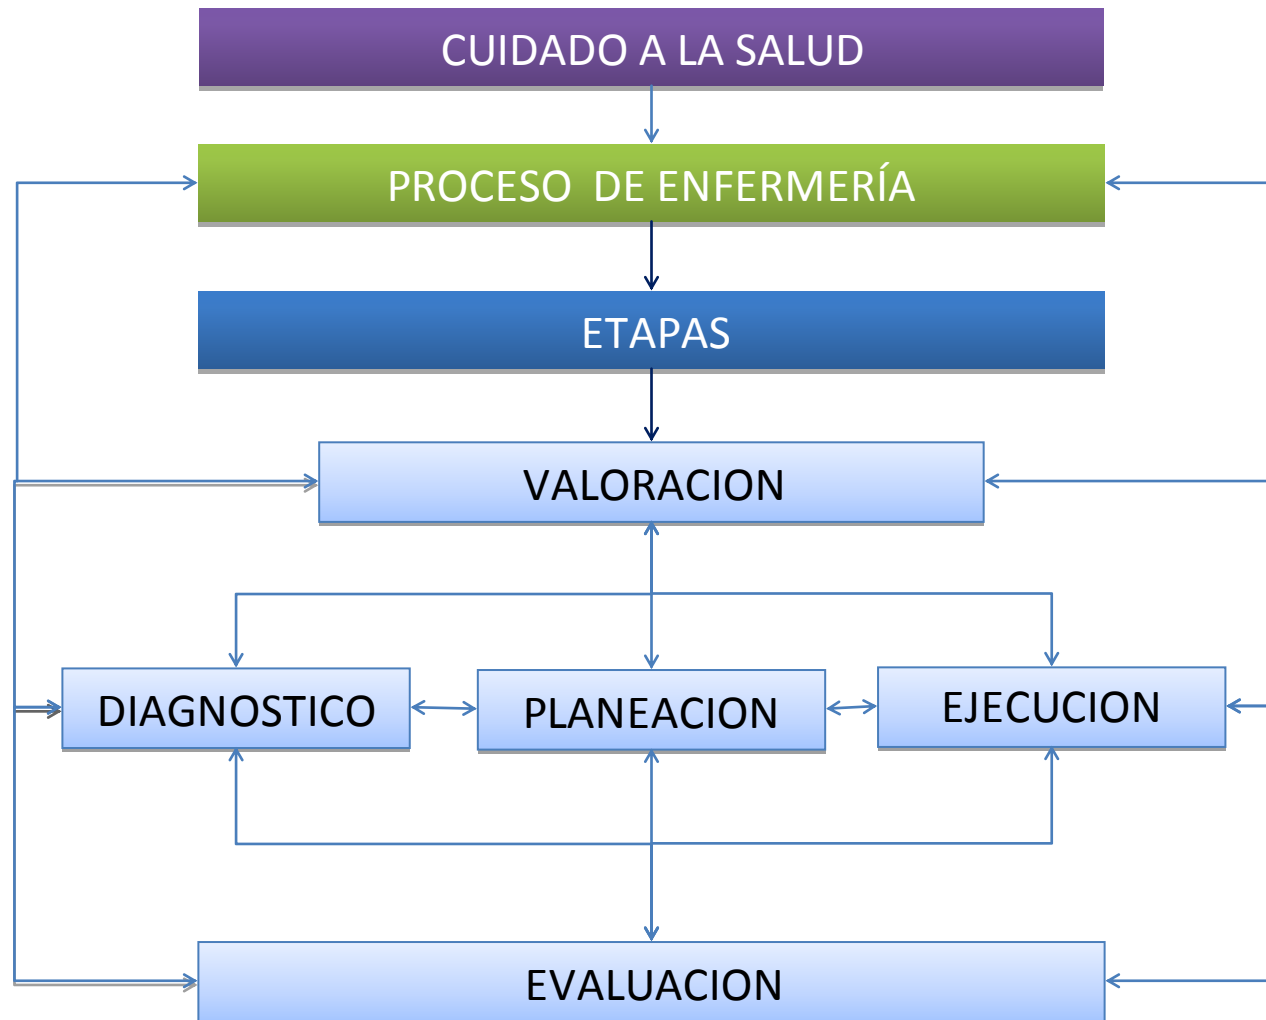 CUIDADO A LA SALUD
PROCESO DE ENFERMERÍA
ETAPAS
VALORACION
DIAGNOSTICO
PLANEACION
EJECUCION
EVALUACION